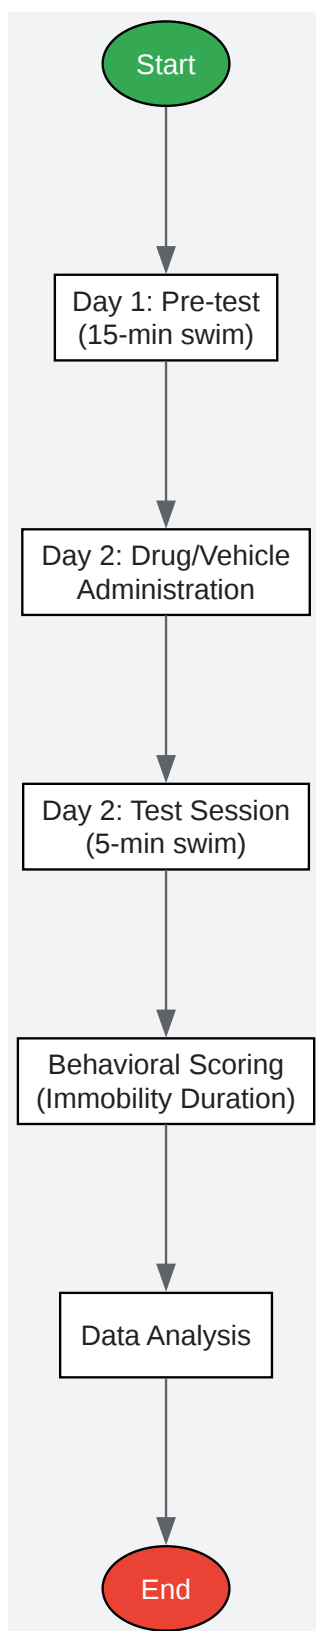 Start
Day 1: Pre-test
(15-min swim)
Day 2: Drug/Vehicle
Administration
Day 2: Test Session
(5-min swim)
Behavioral Scoring
(Immobility Duration)
Data Analysis
End